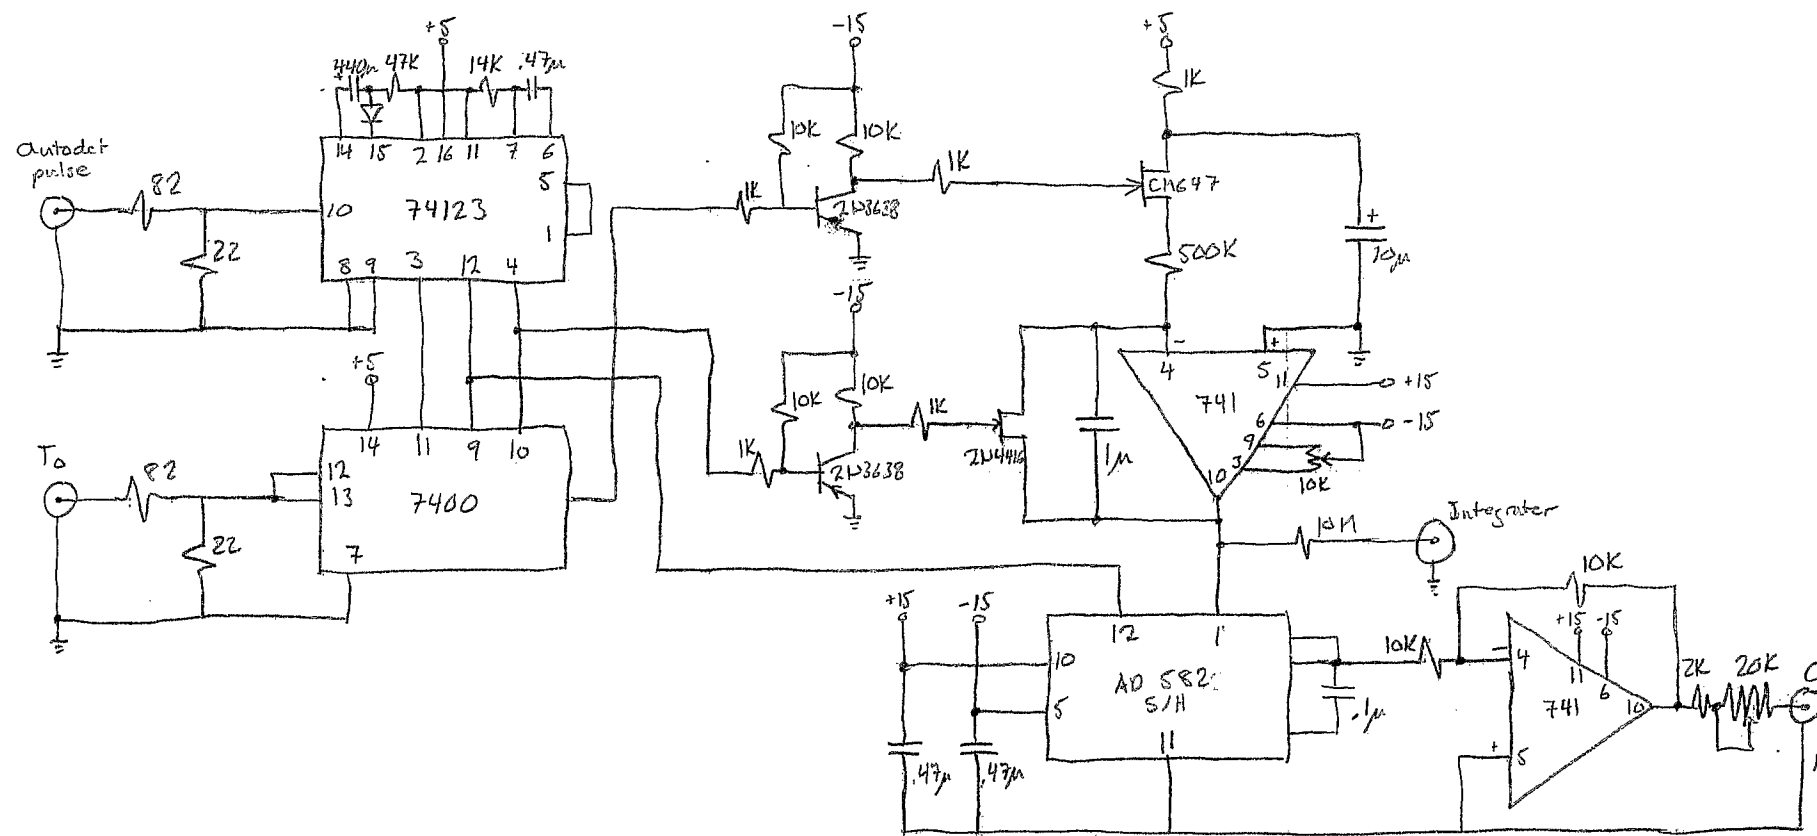 +5
440µ 47K 14K .47µ
14 15 2 16 11 7 6
Autodet
pulse
82
22
10
74123
5
1
8 9 3 12 4
+5
14 11 9 10
To
82
22
12
13
7400
7
-15
10K 10K
1K
2N3638
1K
-15
10K 10K
1K
2N3638
1K
2N4416
+5
1K
CM647
500K
+
10µ
1µ
-
4
+
5
11
+15
741
6
-15
9
3
10
10K
10M
Integrater
+15 -15
12 1
10
5
AD 582
S/H
11
.47µ .47µ
.1µ
10K
10K
+15 -15
-
4
11
6
741
10
+
5
2K 20K